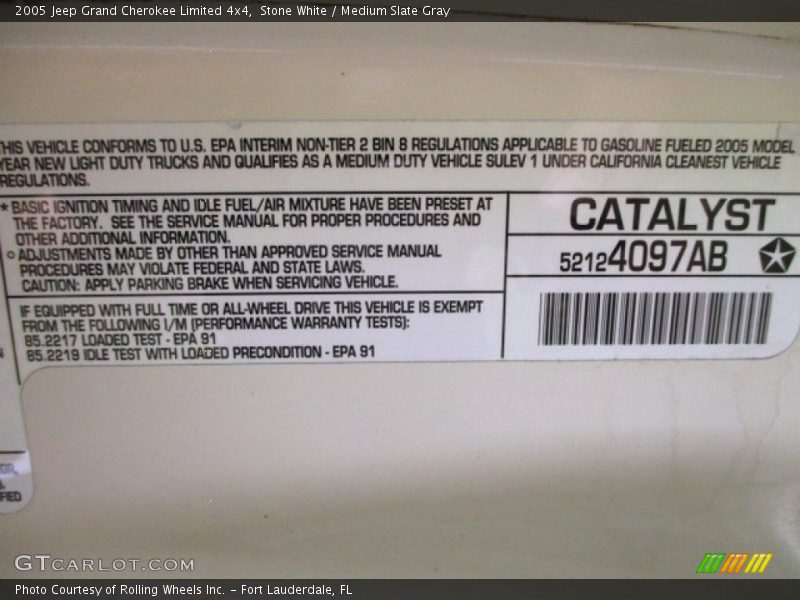 2005 Jeep Grand Cherokee Limited 4x4, Stone White / Medium Slate Gray
THIS VEHICLE CONFORMS TO U.S. EPA INTERIM NON-TIER 2 BIN 8 REGULATIONS APPLICABLE TO GASOLINE FUELED 2005 MODEL
YEAR NEW LIGHT DUTY TRUCKS AND QUALIFIES AS A MEDIUM DUTY VEHICLE SULEV 1 UNDER CALIFORNIA CLEANEST VEHICLE
REGULATIONS.
* BASIC IGNITION TIMING AND IDLE FUEL/AIR MIXTURE HAVE BEEN PRESET AT
THE FACTORY. SEE THE SERVICE MANUAL FOR PROPER PROCEDURES AND
OTHER ADDITIONAL INFORMATION.
o ADJUSTMENTS MADE BY OTHER THAN APPROVED SERVICE MANUAL
PROCEDURES MAY VIOLATE FEDERAL AND STATE LAWS.
CAUTION: APPLY PARKING BRAKE WHEN SERVICING VEHICLE.
CATALYST
52124097AB
IF EQUIPPED WITH FULL TIME OR ALL-WHEEL DRIVE THIS VEHICLE IS EXEMPT
FROM THE FOLLOWING I/M (PERFORMANCE WARRANTY TESTS):
85.2217 LOADED TEST - EPA 91
85.2219 IDLE TEST WITH LOADED PRECONDITION - EPA 91
GTCARLOT.COM
Photo Courtesy of Rolling Wheels Inc. – Fort Lauderdale, FL